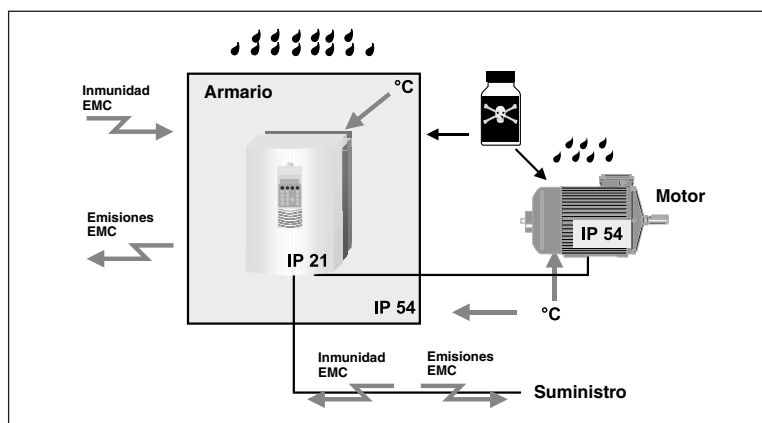 Inmunidad
EMC
Armario
°C
Emisiones
EMC
Motor
IP 54
IP 21
IP 54
°C
Inmunidad
EMC
Emisiones
EMC
Suministro